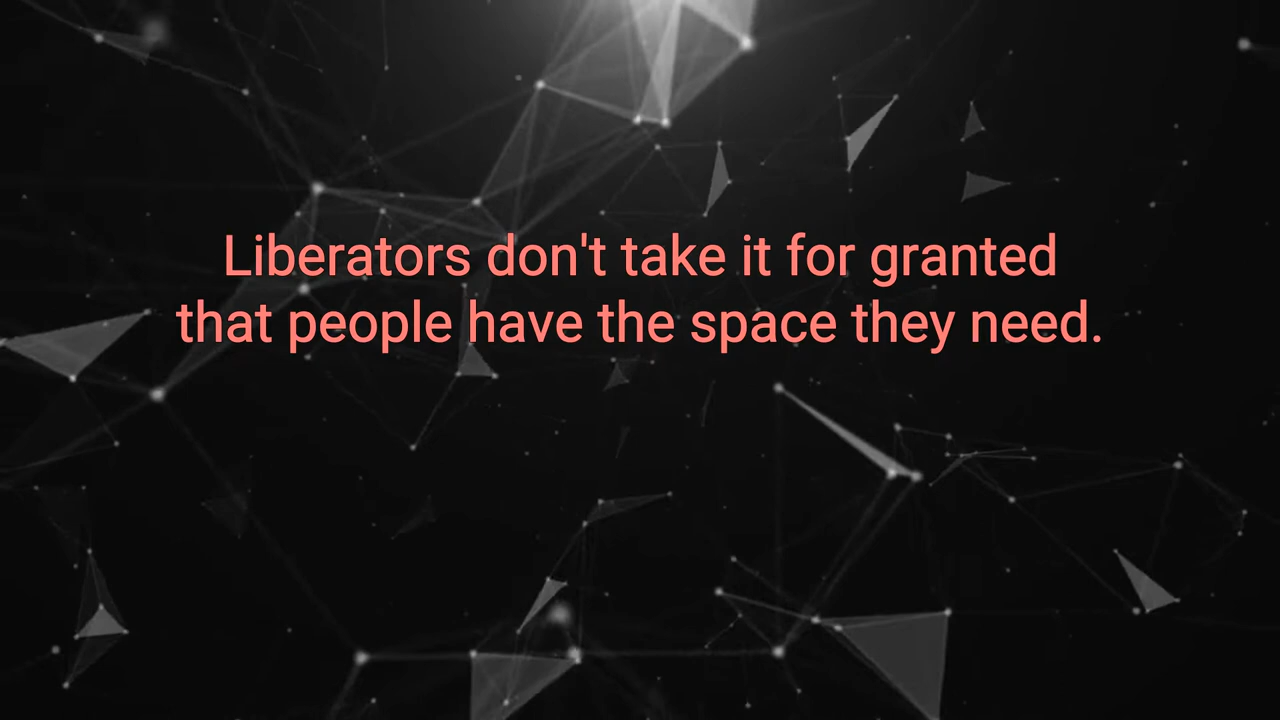 Liberators don't take it for granted
that people have the space they need.